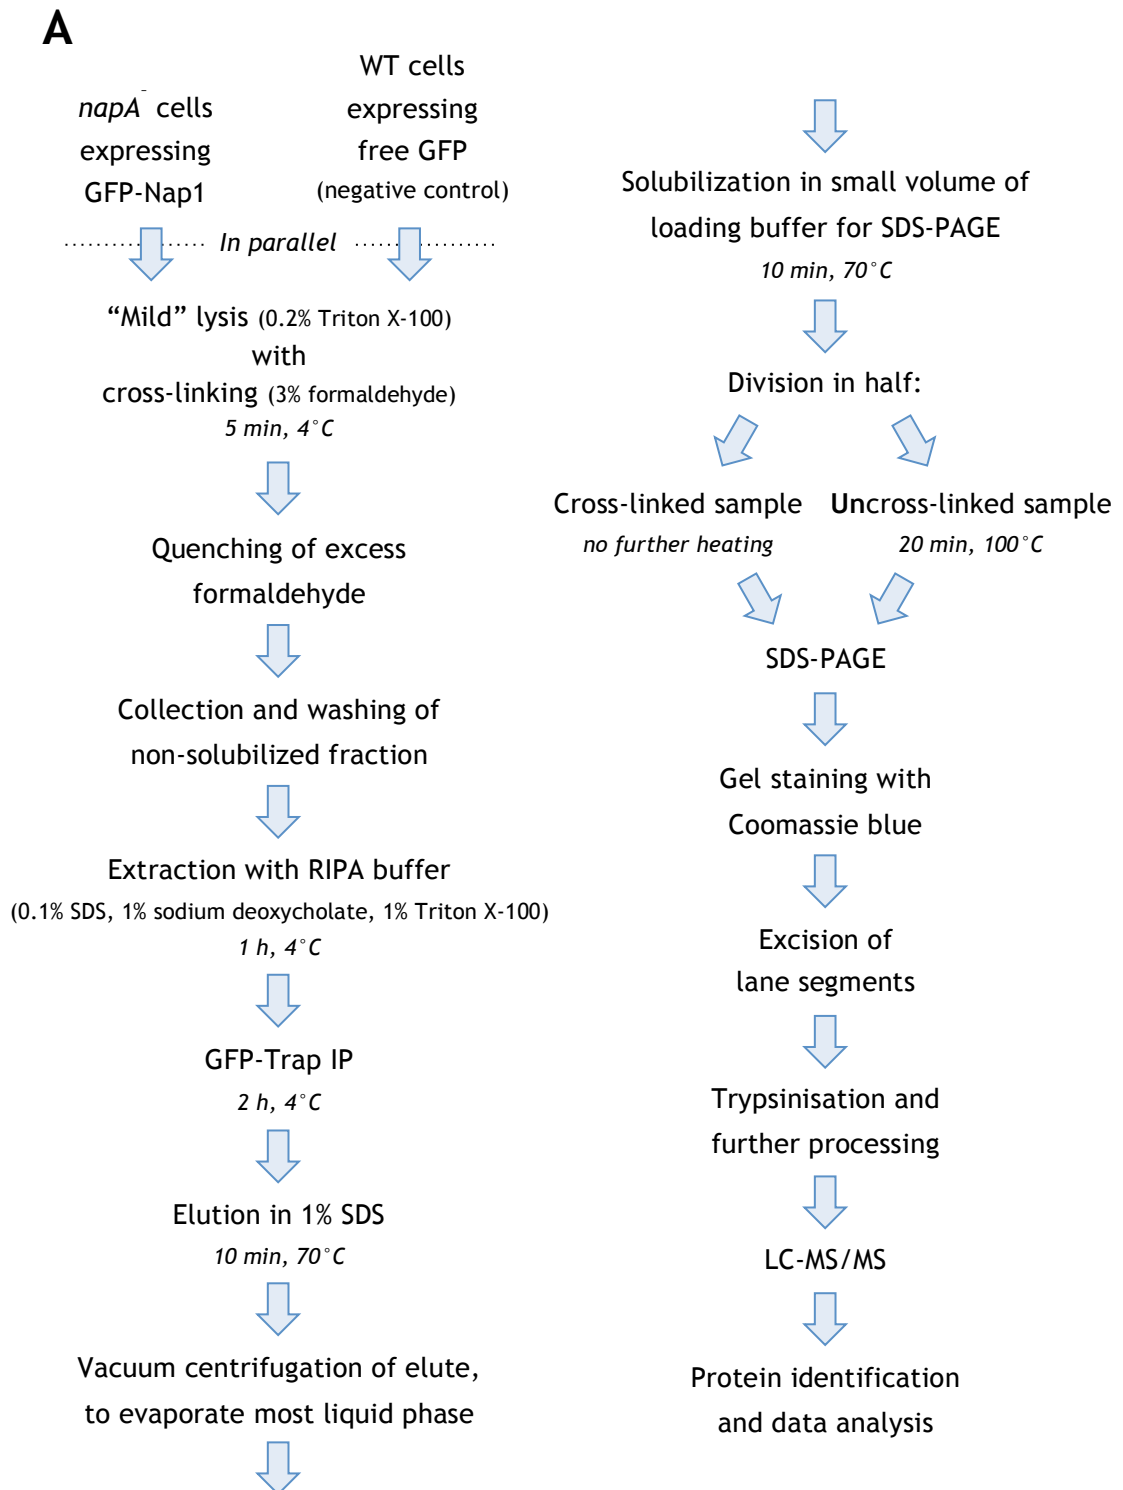 A
napA⁻ cells
expressing
GFP-Nap1
WT cells
expressing
free GFP
(negative control)
In parallel
“Mild” lysis (0.2% Triton X-100)
with
cross-linking (3% formaldehyde)
5 min, 4°C
Quenching of excess
formaldehyde
Collection and washing of
non-solubilized fraction
Extraction with RIPA buffer
(0.1% SDS, 1% sodium deoxycholate, 1% Triton X-100)
1 h, 4°C
GFP-Trap IP
2 h, 4°C
Elution in 1% SDS
10 min, 70°C
Vacuum centrifugation of elute,
to evaporate most liquid phase
Solubilization in small volume of
loading buffer for SDS-PAGE
10 min, 70°C
Division in half:
Cross-linked sample
no further heating
Uncross-linked sample
20 min, 100°C
SDS-PAGE
Gel staining with
Coomassie blue
Excision of
lane segments
Trypsinisation and
further processing
LC-MS/MS
Protein identification
and data analysis